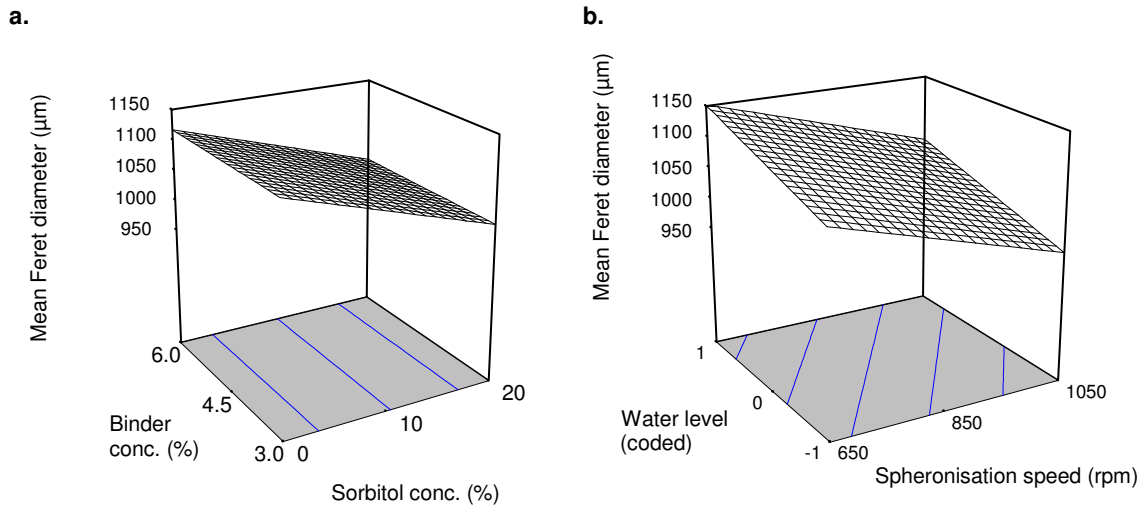 a.
Mean Feret diameter (µm)
1150
1100
1050
1000
950
6.0
4.5
3.0
Binder
conc. (%)
0
10
20
Sorbitol conc. (%)
b.
Mean Feret diameter (µm)
1150
1100
1050
1000
950
1
0
-1
Water level
(coded)
650
850
1050
Spheronisation speed (rpm)